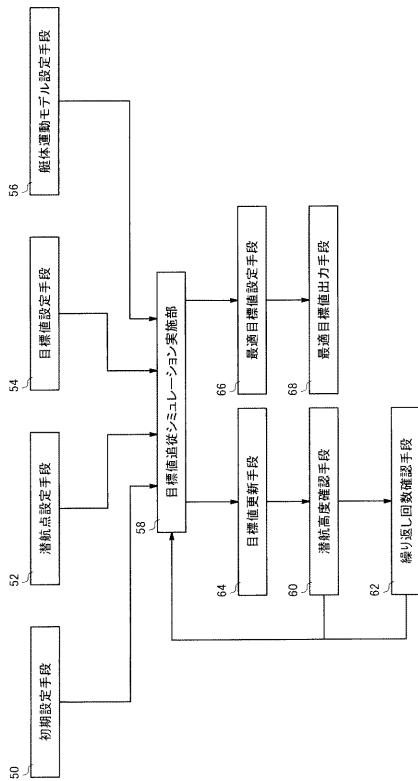 50
初期設定手段
52
潜航点設定手段
54
目標値設定手段
56
艇体運動モデル設定手段
58
目標値追従シミュレーション実施部
64
目標値更新手段
66
最適目標値設定手段
60
潜航高度確認手段
68
最適目標値出力手段
62
繰り返し回数確認手段